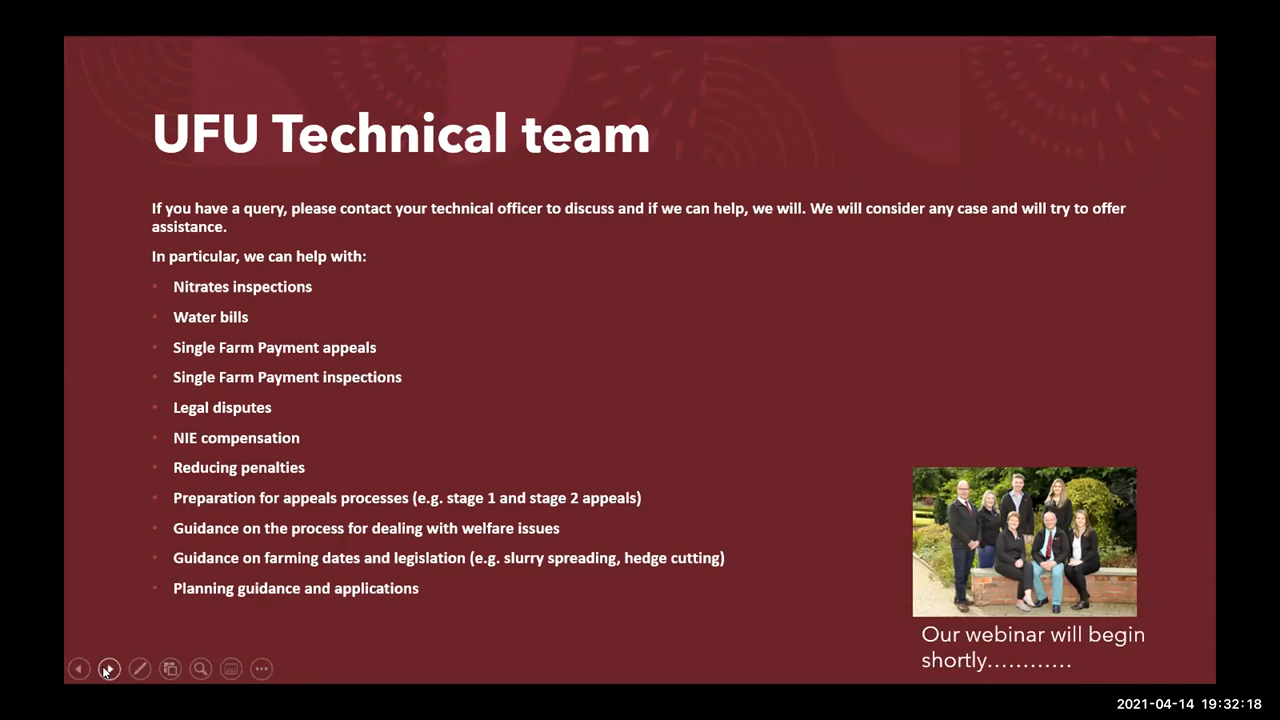 UFU Technical team
If you have a query, please contact your technical officer to discuss and if we can help, we will. We will consider any case and will try to offer
assistance.
In particular, we can help with:
• Nitrates inspections
• Water bills
• Single Farm Payment appeals
• Single Farm Payment inspections
• Legal disputes
• NIE compensation
• Reducing penalties
• Preparation for appeals processes (e.g. stage 1 and stage 2 appeals)
• Guidance on the process for dealing with welfare issues
• Guidance on farming dates and legislation (e.g. slurry spreading, hedge cutting)
• Planning guidance and applications
Our webinar will begin
shortly............
2021-04-14 19:32:18